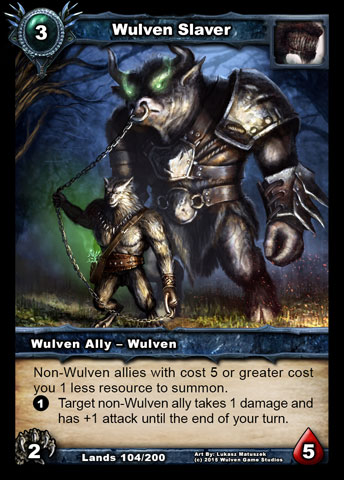 3
Wulven Slaver
Wulven Ally – Wulven
Non-Wulven allies with cost 5 or greater cost
you 1 less resource to summon.
1 Target non-Wulven ally takes 1 damage and
has +1 attack until the end of your turn.
2
Lands 104/200
Art By: Lukasz Matuszek
(c) 2015 Wulven Game Studios
5